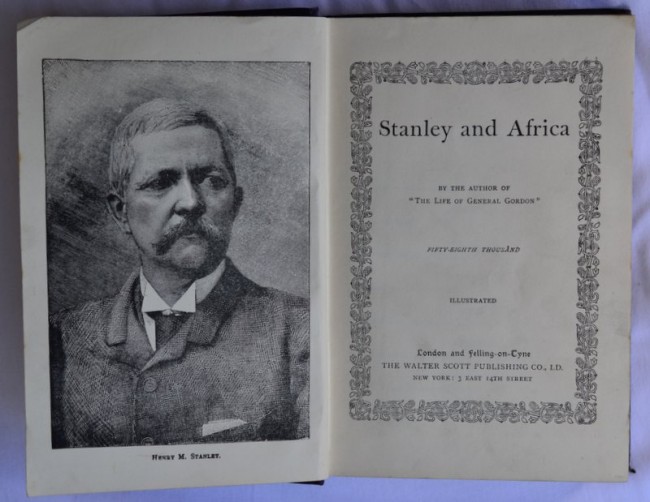 Henry M. Stanley.
Stanley and Africa
BY THE AUTHOR OF
"THE LIFE OF GENERAL GORDON"
FIFTY-EIGHTH THOUSAND
ILLUSTRATED
London and Felling-on-Tyne
THE WALTER SCOTT PUBLISHING CO., LD.
NEW YORK: 3 EAST 14TH STREET